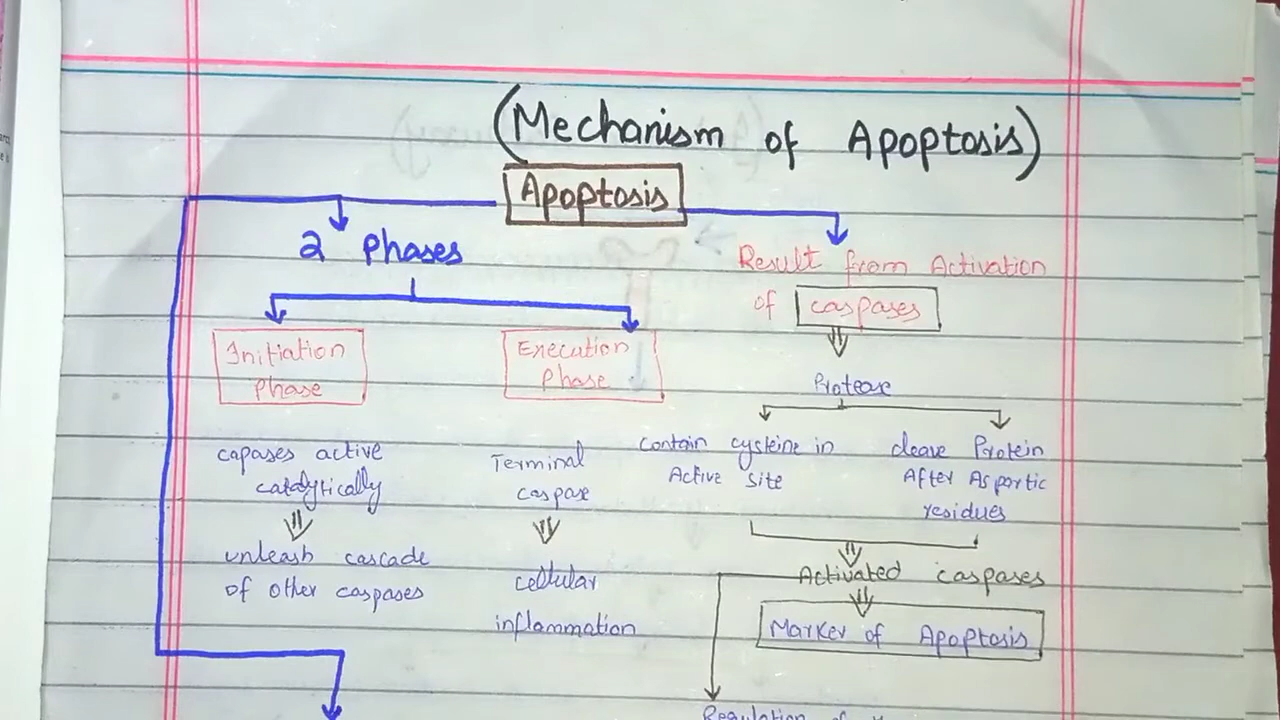 (Mechanism of Apoptosis)
Apoptosis
2 Phases
Result from Activation
of caspases
Initiation
Phase
Execution
Phase
Protease
capases active
catalytically
unleash cascade
of other caspases
Terminal
caspase
cellular
inflammation
contain cysteine in
Active site
cleave Protein
After Aspartic
residues
Activated caspases
Marker of Apoptosis
Regulation of